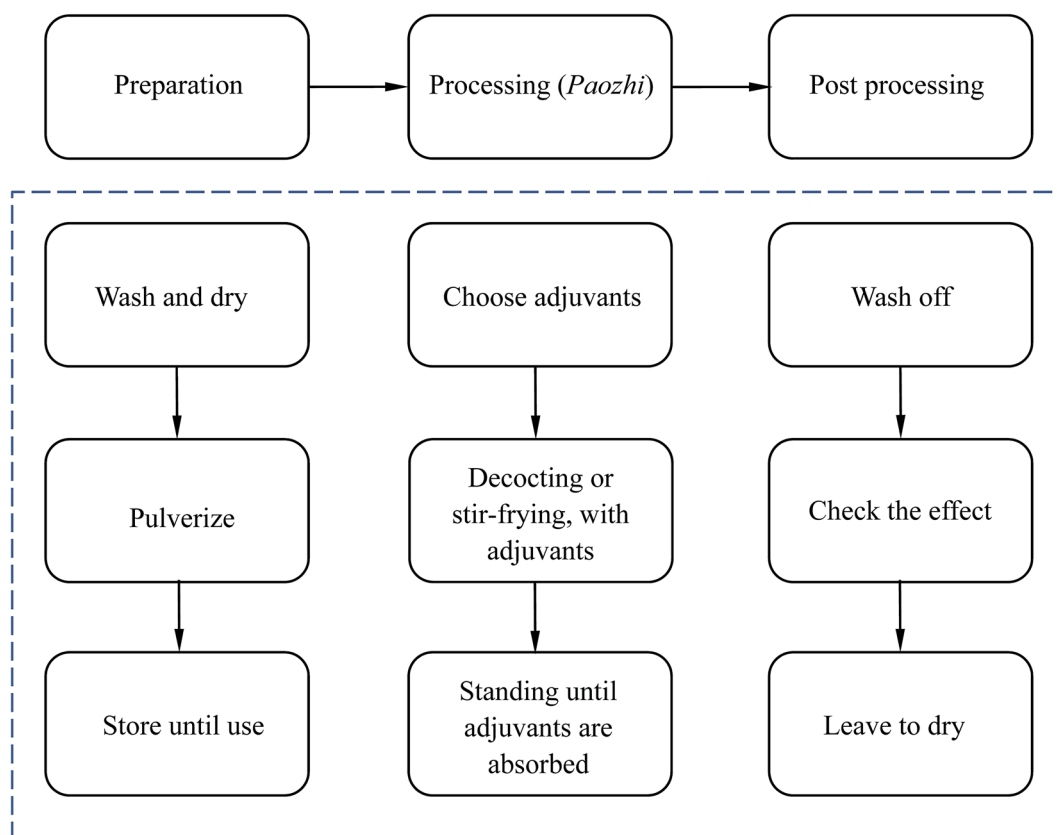 Preparation
Processing (Paozhi)
Post processing
Wash and dry
Choose adjuvants
Wash off
Pulverize
Decocting or
stir-frying, with
adjuvants
Check the effect
Store until use
Standing until
adjuvants are
absorbed
Leave to dry